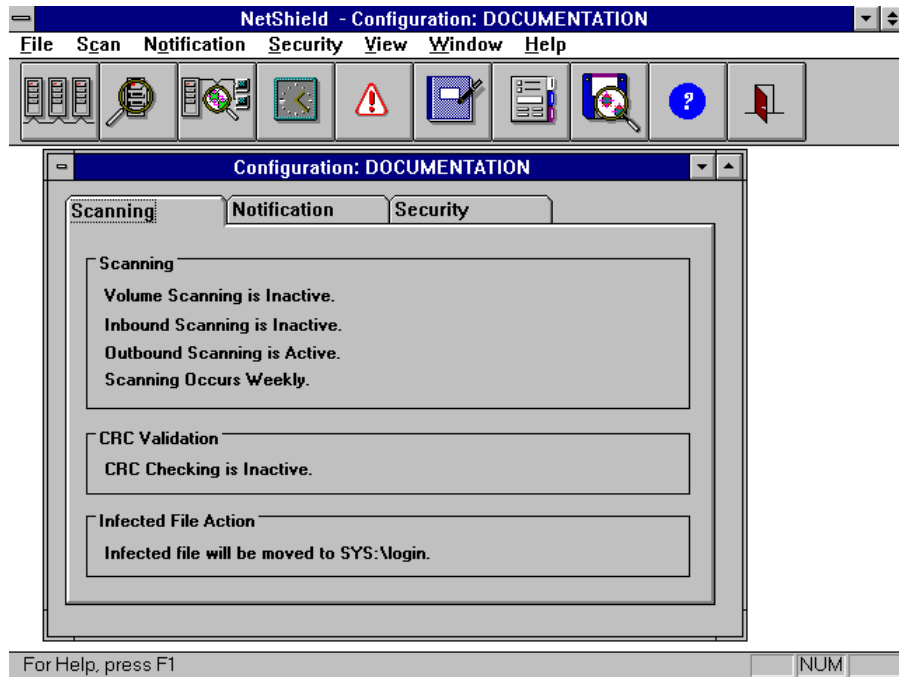 NetShield - Configuration: DOCUMENTATION
File Scan Notification Security View Window Help
?
Configuration: DOCUMENTATION
Scanning Notification Security
Scanning
Volume Scanning is Inactive.
Inbound Scanning is Inactive.
Outbound Scanning is Active.
Scanning Occurs Weekly.
CRC Validation
CRC Checking is Inactive.
Infected File Action
Infected file will be moved to SYS:\login.
For Help, press F1
NUM